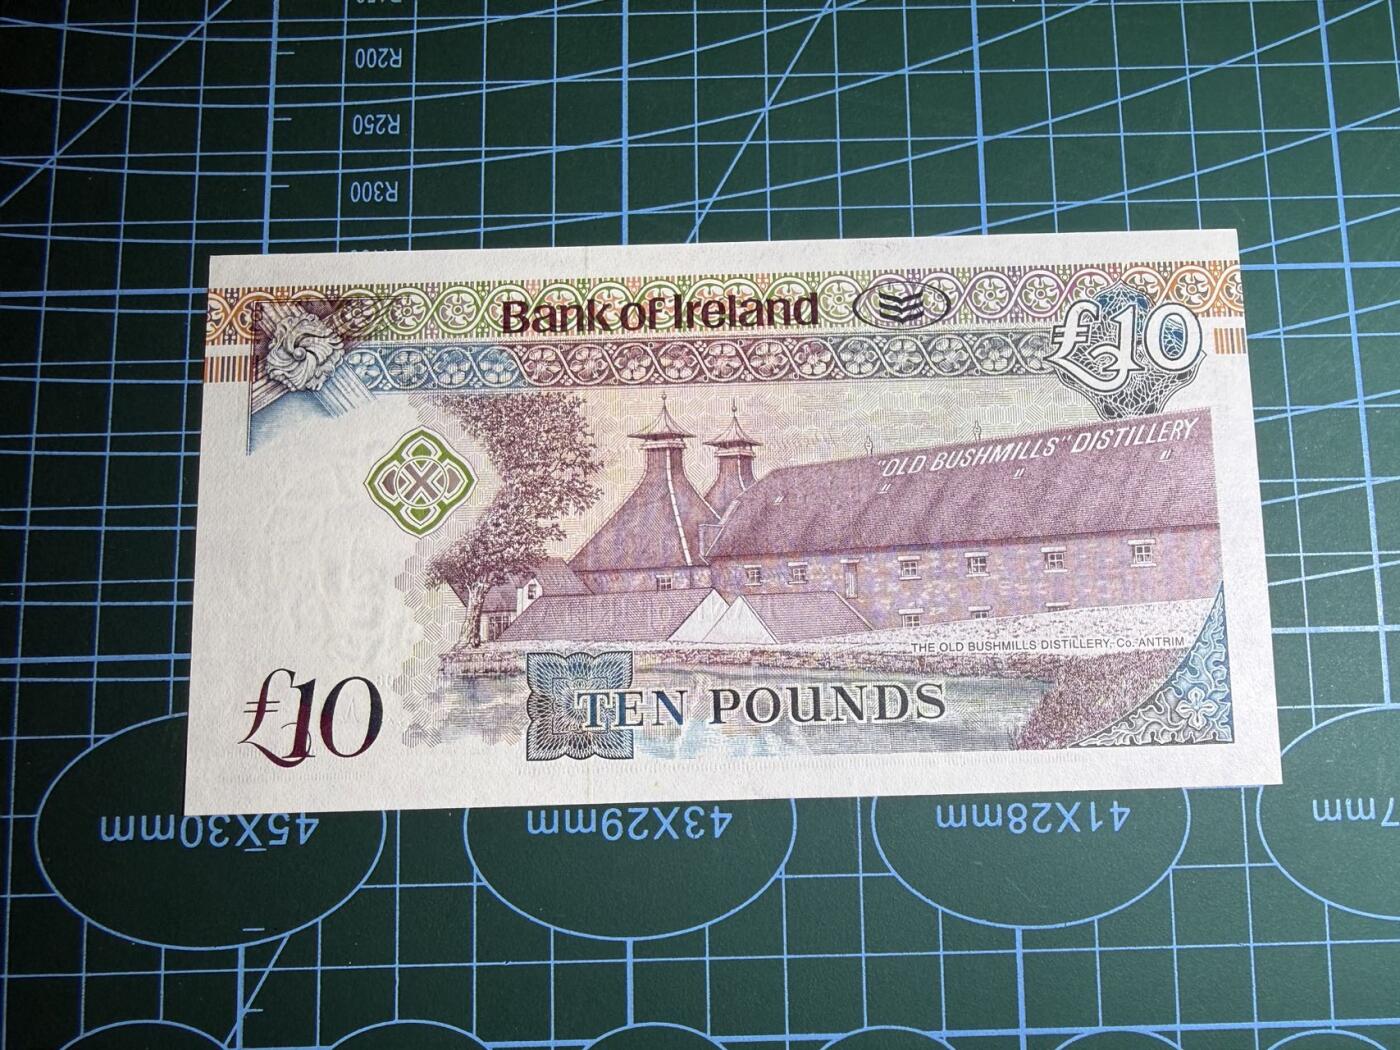 R200
R250
R300
Bank of Ireland
£10
"OLD BUSHMILLS" DISTILLERY
THE OLD BUSHMILLS DISTILLERY, Co. ANTRIM
£10
TEN POUNDS
45X30mm
43X29mm
41X28mm
7mm